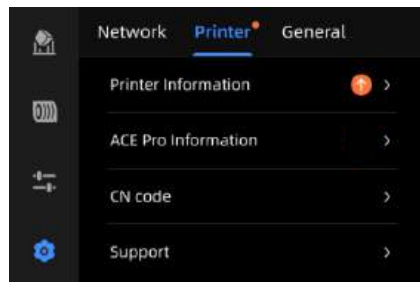 Network Printer General
Printer Information
ACE Pro Information
CN code
Support